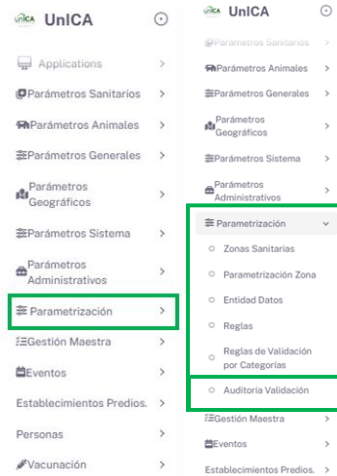 UnICA
Applications
Parámetros Sanitarios
Parámetros Animales
Parámetros Generales
Parámetros
Geográficos
Parámetros Sistema
Parámetros
Administrativos
Parametrización
Gestión Maestra
Eventos
Establecimientos Predios.
Personas
Vacunación
UnICA
Parámetros Sanitarios
Parámetros Animales
Parámetros Generales
Parámetros
Geográficos
Parámetros Sistema
Parámetros
Administrativos
Parametrización
Zonas Sanitarias
Parametrización Zona
Entidad Datos
Reglas
Reglas de Validación
por Categorías
Auditoría Validación
Gestión Maestra
Eventos
Establecimientos Predios.